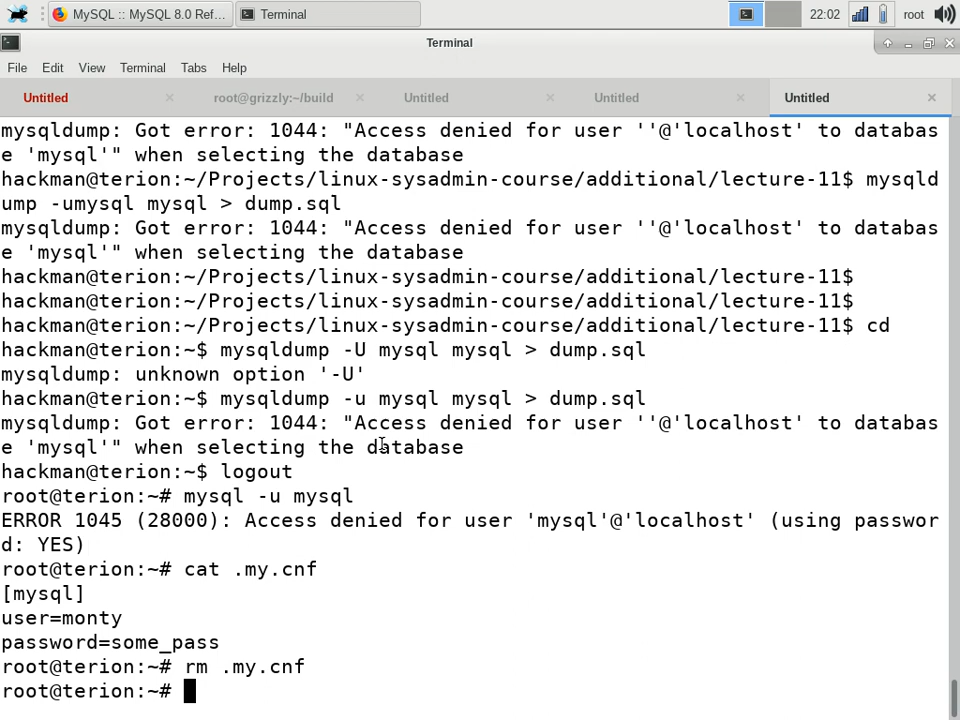 MySQL :: MySQL 8.0 Ref...
Terminal
22:02
root
Terminal
File Edit View Terminal Tabs Help
Untitled
root@grizzly:~/build
Untitled
Untitled
Untitled
mysqldump: Got error: 1044: "Access denied for user ''@'localhost' to databas
e 'mysql'" when selecting the database
hackman@terion:~/Projects/linux-sysadmin-course/additional/lecture-11$ mysqld
ump -umysql mysql > dump.sql
mysqldump: Got error: 1044: "Access denied for user ''@'localhost' to databas
e 'mysql'" when selecting the database
hackman@terion:~/Projects/linux-sysadmin-course/additional/lecture-11$
hackman@terion:~/Projects/linux-sysadmin-course/additional/lecture-11$
hackman@terion:~/Projects/linux-sysadmin-course/additional/lecture-11$ cd
hackman@terion:~$ mysqldump -U mysql mysql > dump.sql
mysqldump: unknown option '-U'
hackman@terion:~$ mysqldump -u mysql mysql > dump.sql
mysqldump: Got error: 1044: "Access denied for user ''@'localhost' to databas
e 'mysql'" when selecting the database
hackman@terion:~$ logout
root@terion:~# mysql -u mysql
ERROR 1045 (28000): Access denied for user 'mysql'@'localhost' (using passwor
d: YES)
root@terion:~# cat .my.cnf
[mysql]
user=monty
password=some_pass
root@terion:~# rm .my.cnf
root@terion:~#